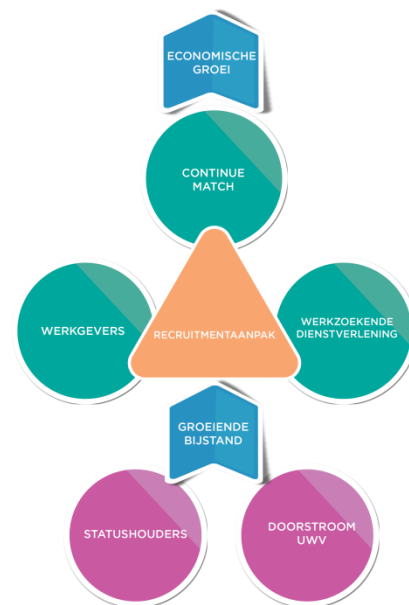 ECONOMISCHE
GROEI
CONTINUE
MATCH
WERKGEVERS
RECRUITMENTAANPAK
WERKZOEKENDE
DIENSTVERLENING
GROEIENDE
BIJSTAND
STATUSHOUDERS
DOORSTROOM
UWV